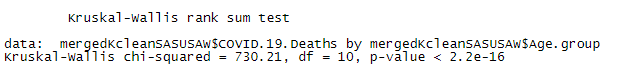 Kruskal-Wallis rank sum test
data:  mergedKcleanSASUSAW$COVID.19.Deaths by mergedKcleanSASUSAW$Age.group
Kruskal-Wallis chi-squared = 730.21, df = 10, p-value < 2.2e-16